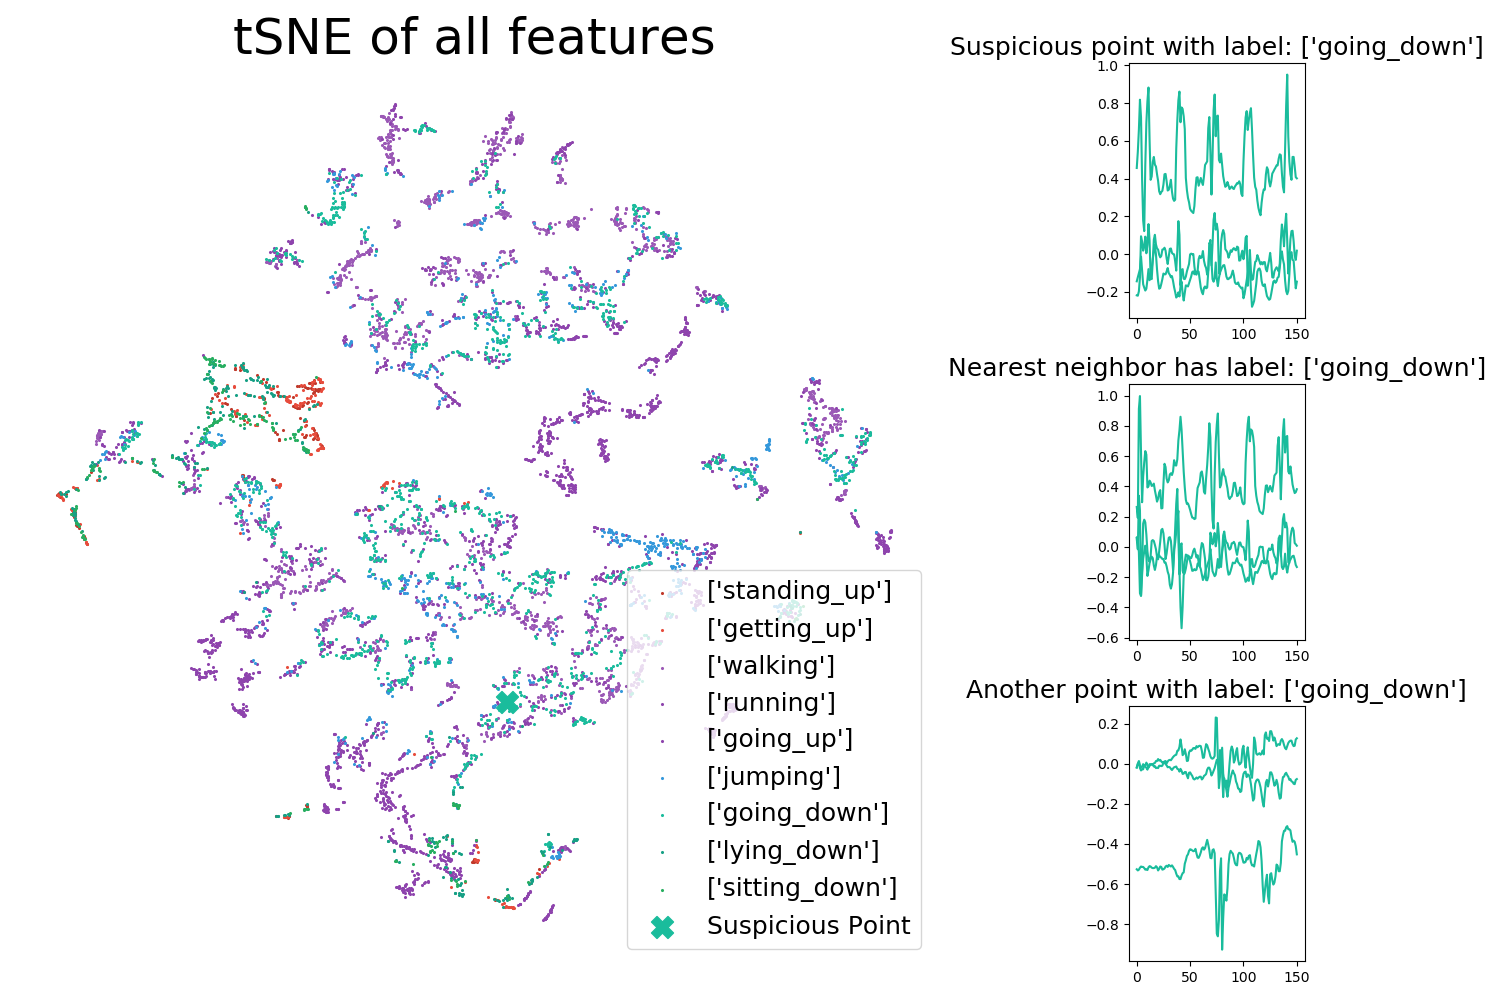 tSNE of all features
['standing_up']
['getting_up']
['walking']
['running']
['going_up']
['jumping']
['going_down']
['lying_down']
['sitting_down']
Suspicious Point
Suspicious point with label: ['going_down']
1.0
0.8
0.6
0.4
0.2
0.0
−0.2
0 50 100 150
Nearest neighbor has label: ['going_down']
1.0
0.8
0.6
0.4
0.2
0.0
−0.2
−0.4
−0.6
0 50 100 150
Another point with label: ['going_down']
0.2
0.0
−0.2
−0.4
−0.6
−0.8
0 50 100 150